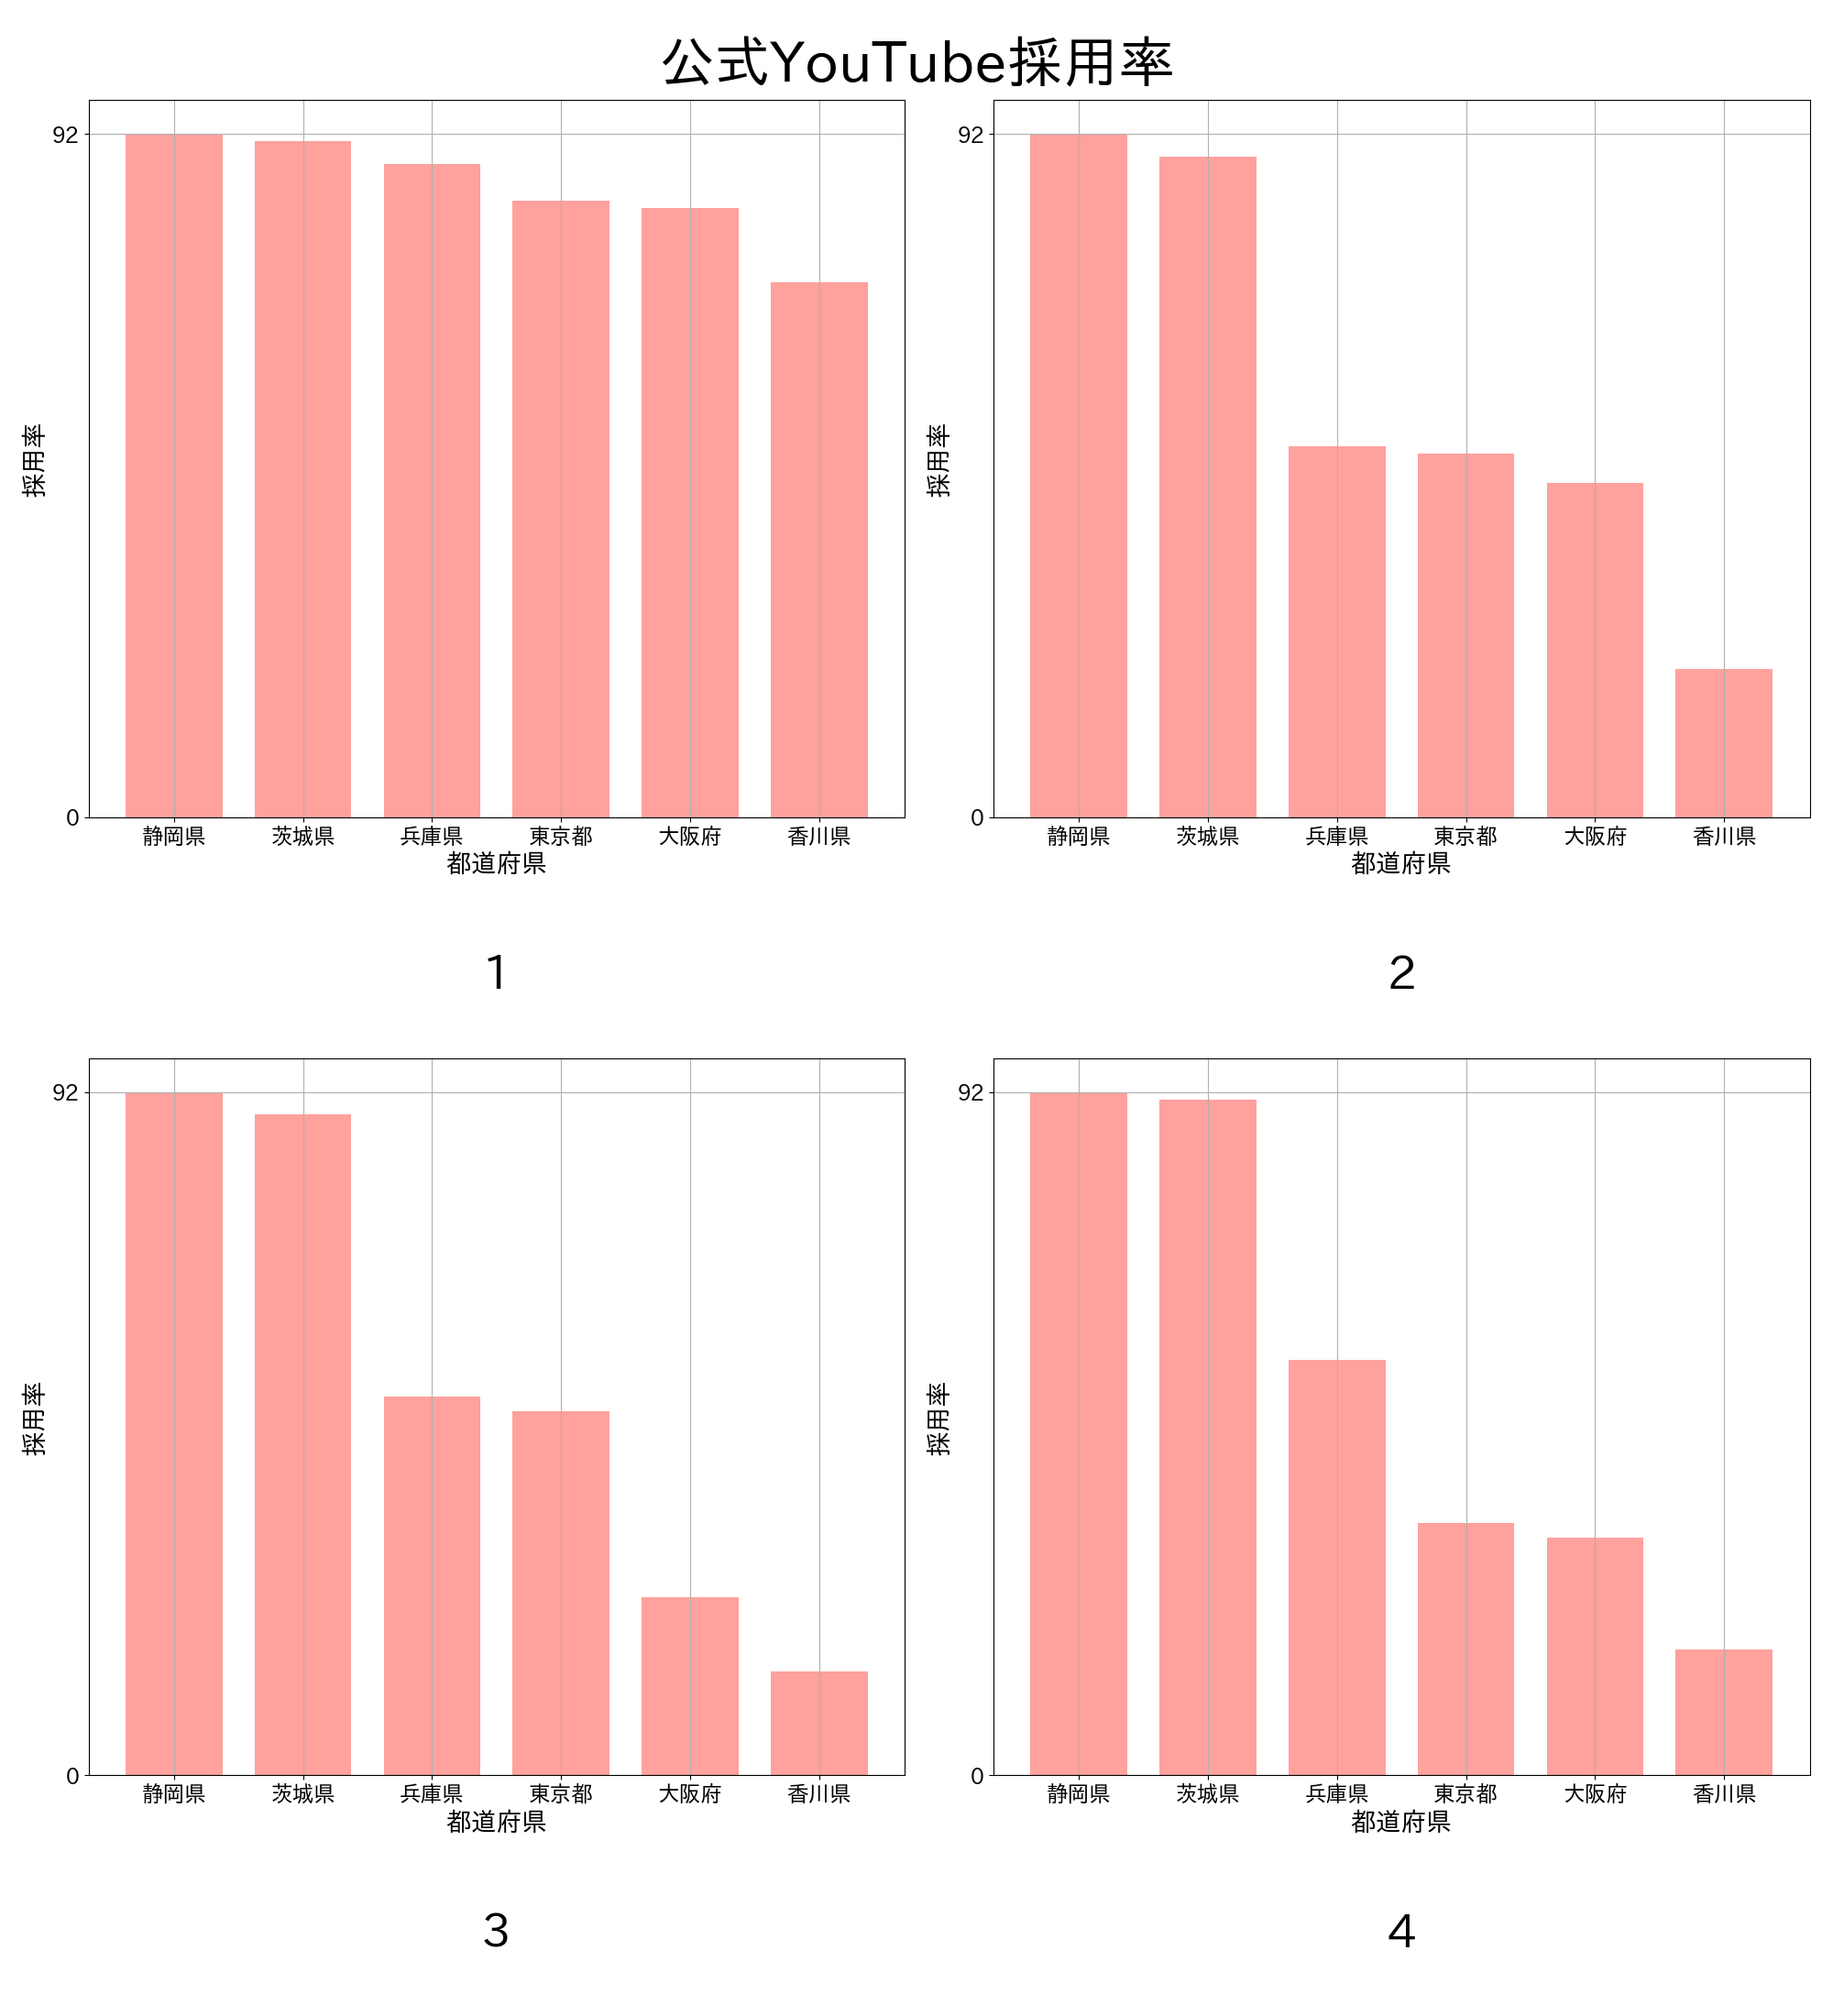 公式YouTube採用率
92
採用率
0
静岡県 茨城県 兵庫県 東京都 大阪府 香川県
都道府県
1
92
採用率
0
静岡県 茨城県 兵庫県 東京都 大阪府 香川県
都道府県
2
92
採用率
0
静岡県 茨城県 兵庫県 東京都 大阪府 香川県
都道府県
3
92
採用率
0
静岡県 茨城県 兵庫県 東京都 大阪府 香川県
都道府県
4